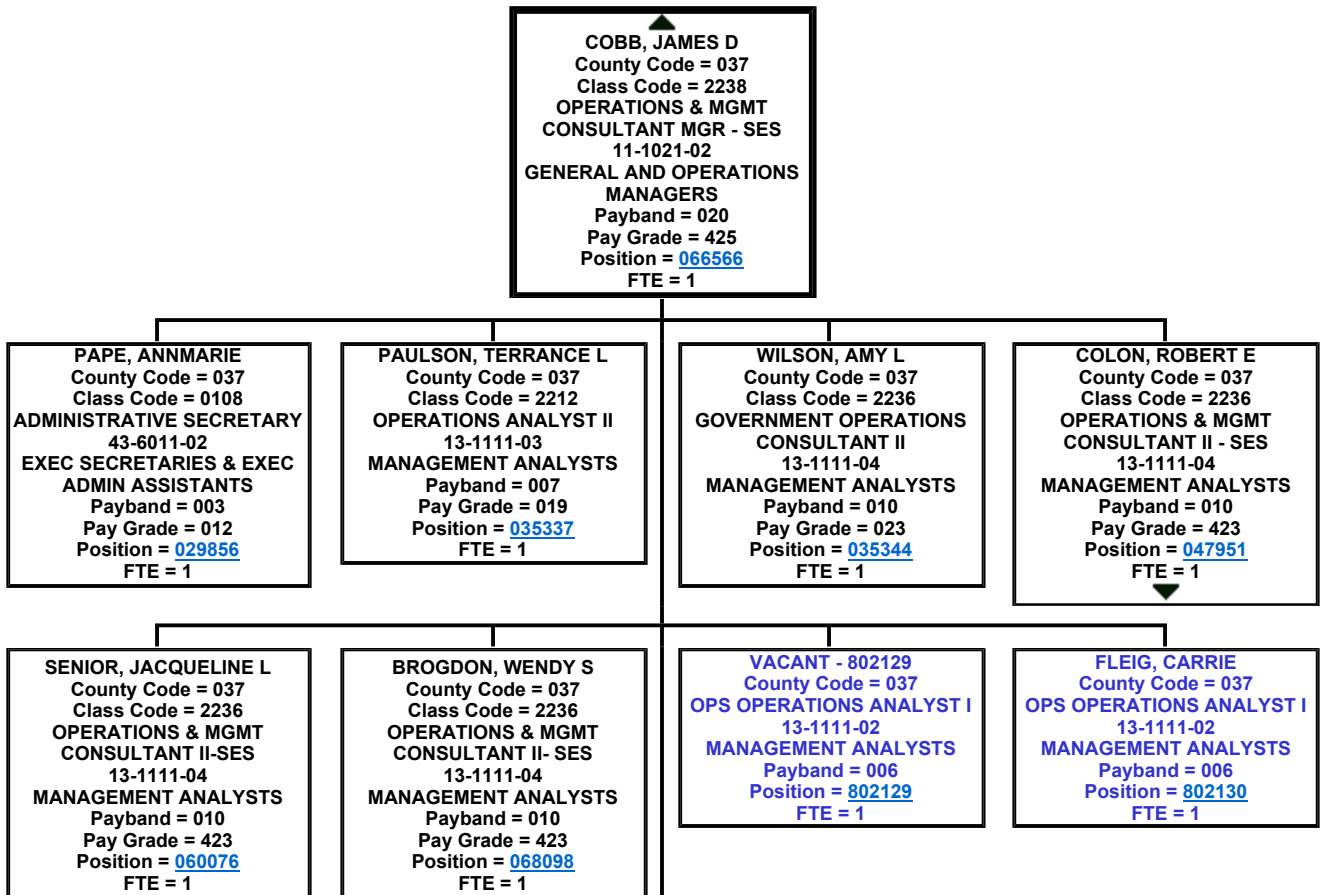 COBB, JAMES D
County Code = 037
Class Code = 2238
OPERATIONS & MGMT
CONSULTANT MGR - SES
11-1021-02
GENERAL AND OPERATIONS
MANAGERS
Payband = 020
Pay Grade = 425
Position = 066566
FTE = 1
PAPE, ANNMARIE
County Code = 037
Class Code = 0108
ADMINISTRATIVE SECRETARY
43-6011-02
EXEC SECRETARIES & EXEC
ADMIN ASSISTANTS
Payband = 003
Pay Grade = 012
Position = 029856
FTE = 1
PAULSON, TERRANCE L
County Code = 037
Class Code = 2212
OPERATIONS ANALYST II
13-1111-03
MANAGEMENT ANALYSTS
Payband = 007
Pay Grade = 019
Position = 035337
FTE = 1
WILSON, AMY L
County Code = 037
Class Code = 2236
GOVERNMENT OPERATIONS
CONSULTANT II
13-1111-04
MANAGEMENT ANALYSTS
Payband = 010
Pay Grade = 023
Position = 035344
FTE = 1
COLON, ROBERT E
County Code = 037
Class Code = 2236
OPERATIONS & MGMT
CONSULTANT II - SES
13-1111-04
MANAGEMENT ANALYSTS
Payband = 010
Pay Grade = 423
Position = 047951
FTE = 1
SENIOR, JACQUELINE L
County Code = 037
Class Code = 2236
OPERATIONS & MGMT
CONSULTANT II-SES
13-1111-04
MANAGEMENT ANALYSTS
Payband = 010
Pay Grade = 423
Position = 060076
FTE = 1
BROGDON, WENDY S
County Code = 037
Class Code = 2236
OPERATIONS & MGMT
CONSULTANT II- SES
13-1111-04
MANAGEMENT ANALYSTS
Payband = 010
Pay Grade = 423
Position = 068098
FTE = 1
VACANT - 802129
County Code = 037
OPS OPERATIONS ANALYST I
13-1111-02
MANAGEMENT ANALYSTS
Payband = 006
Position = 802129
FTE = 1
FLEIG, CARRIE
County Code = 037
OPS OPERATIONS ANALYST I
13-1111-02
MANAGEMENT ANALYSTS
Payband = 006
Position = 802130
FTE = 1